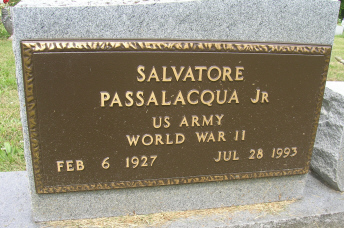 SALVATORE
PASSALACQUA JR
US ARMY
WORLD WAR II
FEB 6 1927 JUL 28 1993